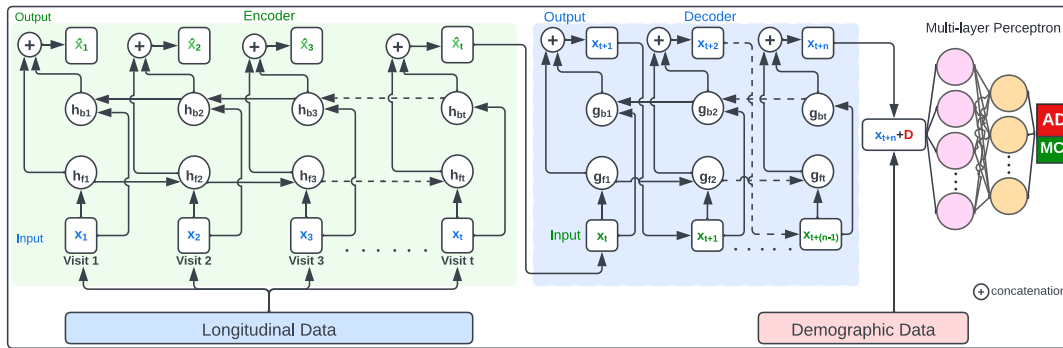 Output
Encoder
Output
Decoder
Multi-layer Perceptron
+ x̂1 + x̂2 + x̂3 + x̂t
+ xt+1 + xt+2 + xt+n
hb1 hb2 hb3 hbt
gb1 gb2 gbt
xt+n+D
AD
MC
hf1 hf2 hf3 hft
gf1 gf2 gft
Input x1 x2 x3 xt
Input xt xt+1 xt+(n-1)
Visit 1 Visit 2 Visit 3 Visit t
+ concatenation
Longitudinal Data
Demographic Data